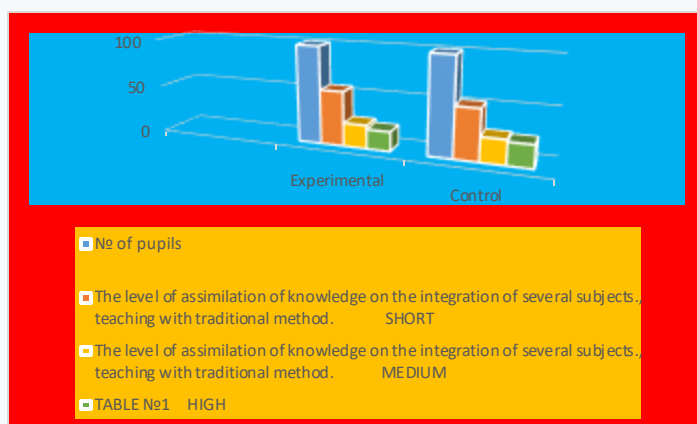 100
50
0
Experimental
Control
№ of pupils
The level of assimilation of knowledge on the integration of several subjects.,
teaching with traditional method. SHORT
The level of assimilation of knowledge on the integration of several subjects.,
teaching with traditional method. MEDIUM
TABLE №1 HIGH